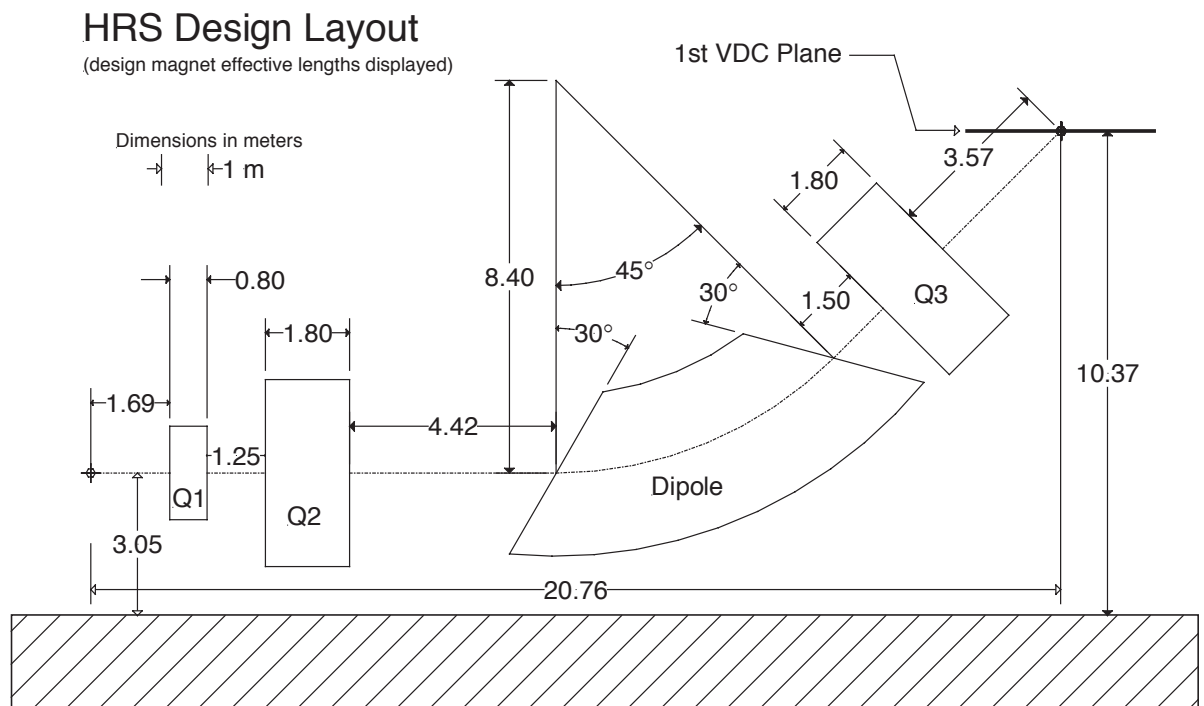 HRS Design Layout
(design magnet effective lengths displayed)
1st VDC Plane
Dimensions in meters
1 m
3.57
1.80
0.80
8.40
45°
30°
1.50
Q3
1.80
30°
10.37
1.69
4.42
1.25
Q1
Q2
Dipole
3.05
20.76